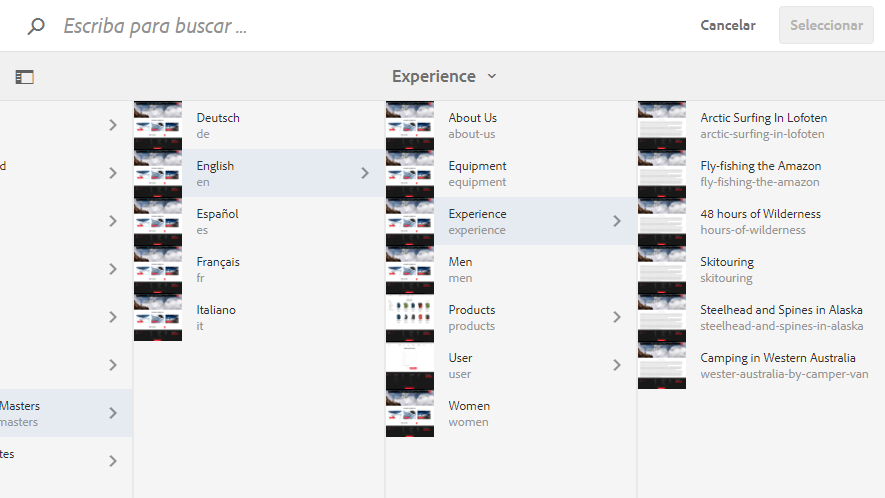 Escriba para buscar ...
Cancelar
Seleccionar
Experience
d
Masters
masters
tes
Deutsch
de
English
en
Español
es
Français
fr
Italiano
it
About Us
about-us
Equipment
equipment
Experience
experience
Men
men
Products
products
User
user
Women
women
Arctic Surfing In Lofoten
arctic-surfing-in-lofoten
Fly-fishing the Amazon
fly-fishing-the-amazon
48 hours of Wilderness
hours-of-wilderness
Skitouring
skitouring
Steelhead and Spines in Alaska
steelhead-and-spines-in-alaska
Camping in Western Australia
wester-australia-by-camper-van